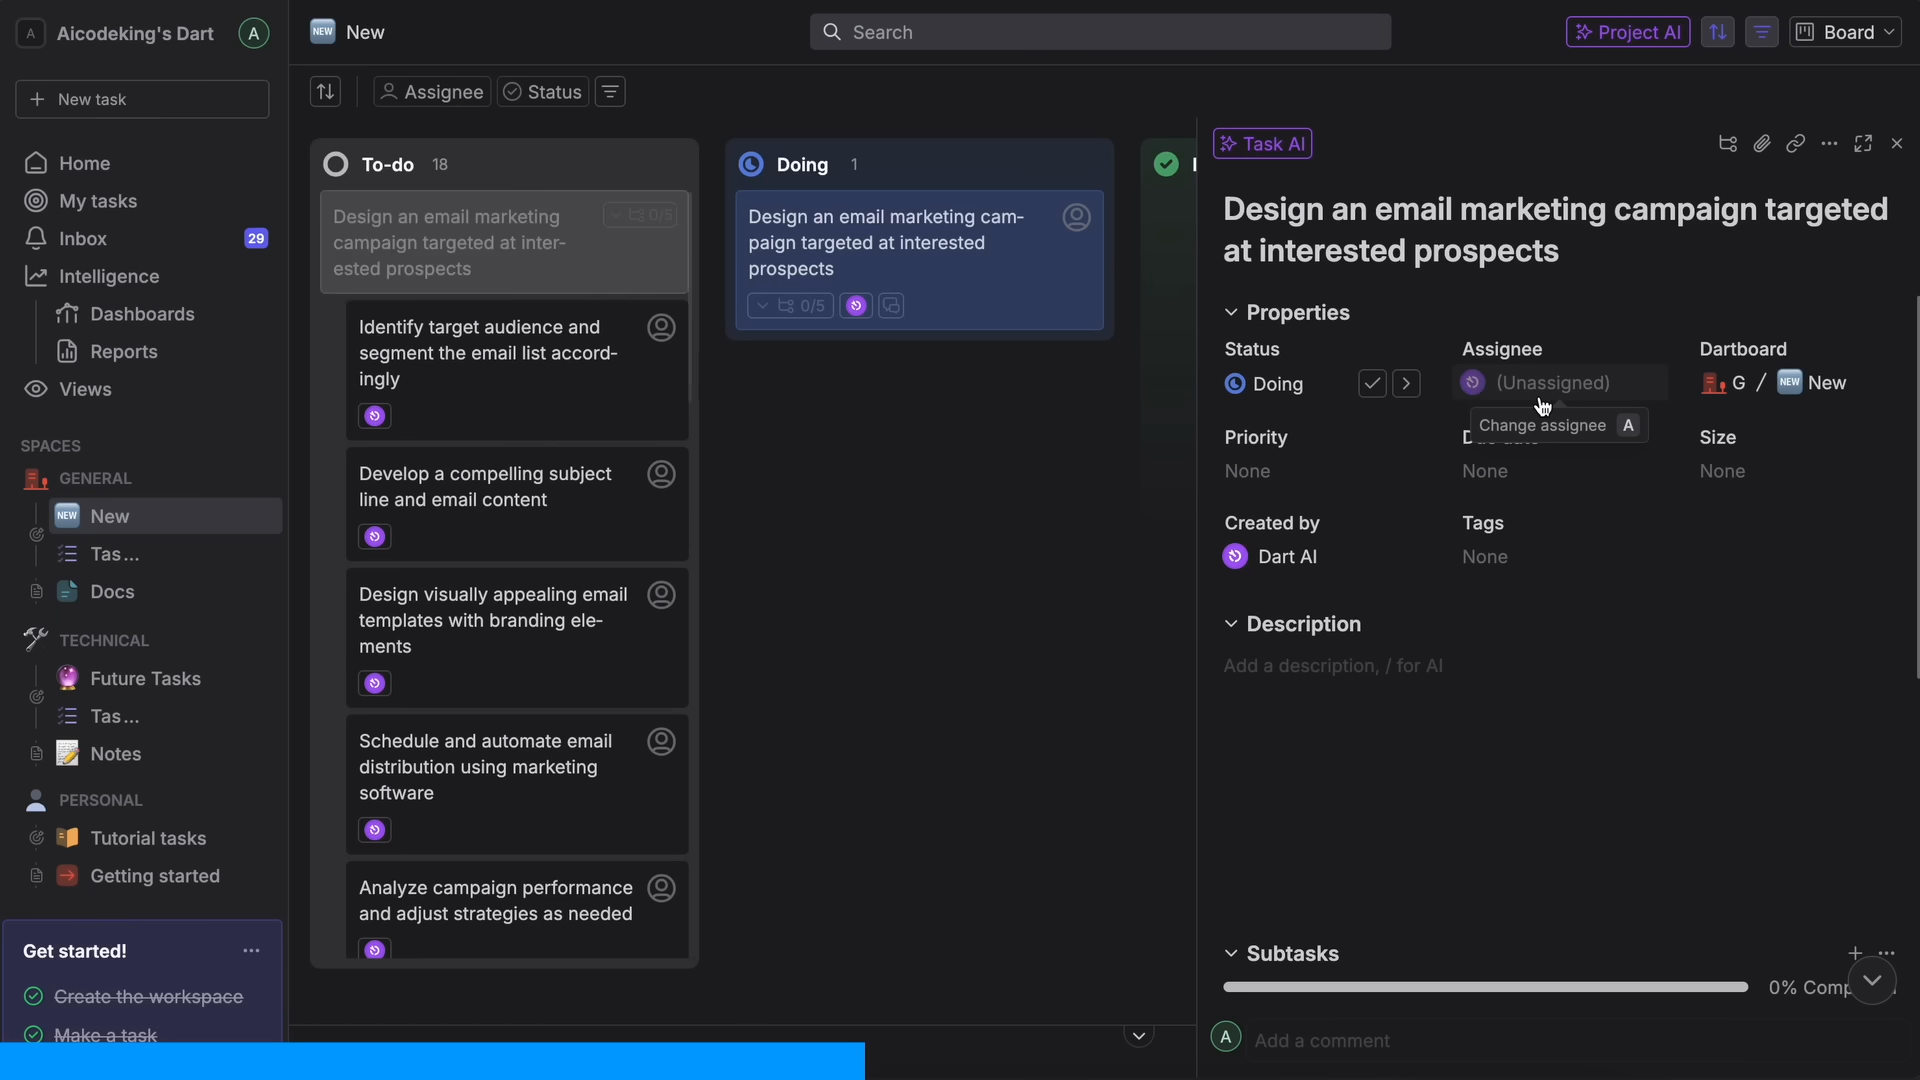 A
Aicodeking's Dart
A
New task
Home
My tasks
Inbox
29
Intelligence
Dashboards
Reports
Views
SPACES
GENERAL
NEW New
Tas...
Docs
TECHNICAL
Future Tasks
Tas...
Notes
PERSONAL
Tutorial tasks
Getting started
Get started!
Create the workspace
Make a task
NEW New
Search
Project AI
Board
Assignee
Status
To-do 18
Design an email marketing
campaign targeted at inter-
ested prospects
0/5
Identify target audience and
segment the email list accord-
ingly
Develop a compelling subject
line and email content
Design visually appealing email
templates with branding ele-
ments
Schedule and automate email
distribution using marketing
software
Analyze campaign performance
and adjust strategies as needed
Doing 1
Design an email marketing cam-
paign targeted at interested
prospects
0/5
Task AI
Design an email marketing campaign targeted
at interested prospects
Properties
Status
Doing
Assignee
(Unassigned)
Change assignee A
Dartboard
G / NEW New
Priority
None
None
Size
None
Created by
Dart AI
Tags
None
Description
Add a description, / for AI
Subtasks
0% Comp
A
Add a comment